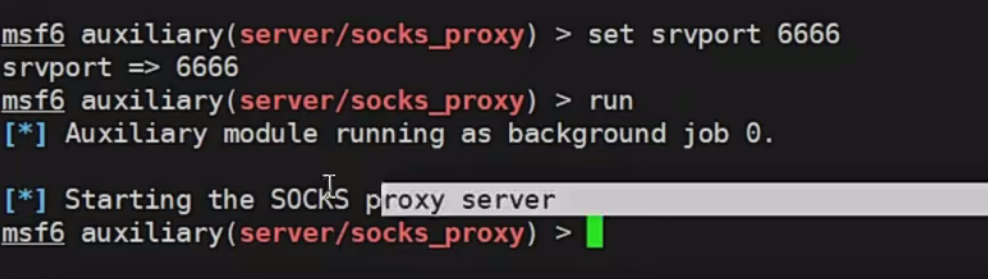 msf6 auxiliary(server/socks_proxy) > set srvport 6666
srvport => 6666
msf6 auxiliary(server/socks_proxy) > run
[*] Auxiliary module running as background job 0.
[*] Starting the SOCKS proxy server
msf6 auxiliary(server/socks_proxy) >